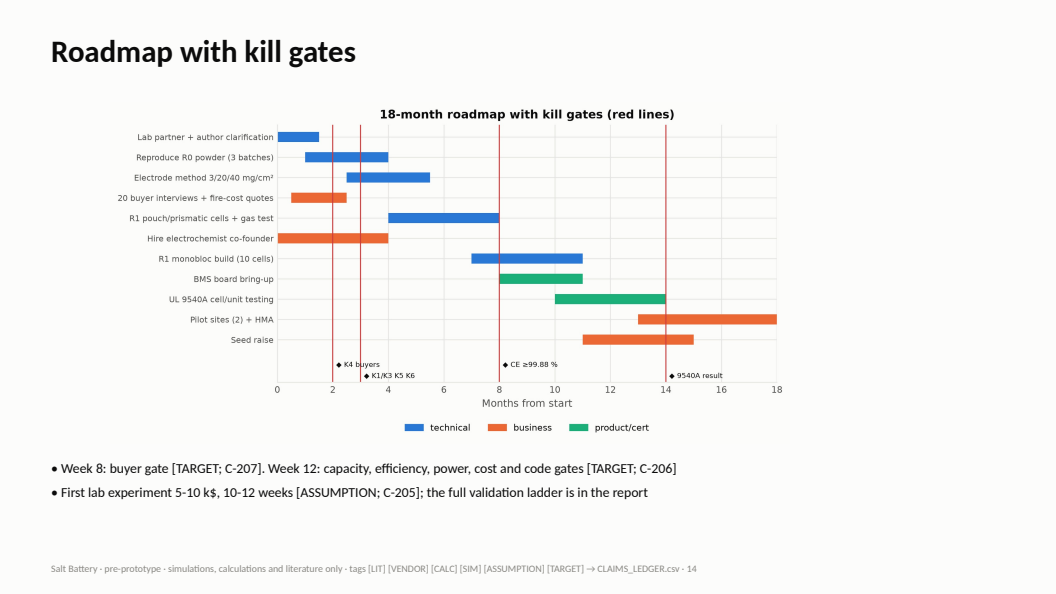 Roadmap with kill gates
18-month roadmap with kill gates (red lines)
Lab partner + author clarification
Reproduce R0 powder (3 batches)
Electrode method 3/20/40 mg/cm²
20 buyer interviews + fire-cost quotes
R1 pouch/prismatic cells + gas test
Hire electrochemist co-founder
R1 monobloc build (10 cells)
BMS board bring-up
UL 9540A cell/unit testing
Pilot sites (2) + HMA
Seed raise
◆ K4 buyers
◆ CE ≥99.88 %
◆ K1/K3 K5 K6
◆ 9540A result
0 2 4 6 8 10 12 14 16 18
Months from start
technical business product/cert
• Week 8: buyer gate [TARGET; C-207]. Week 12: capacity, efficiency, power, cost and code gates [TARGET; C-206]
• First lab experiment 5-10 k$, 10-12 weeks [ASSUMPTION; C-205]; the full validation ladder is in the report
Salt Battery · pre-prototype · simulations, calculations and literature only · tags [LIT] [VENDOR] [CALC] [SIM] [ASSUMPTION] [TARGET] → CLAIMS_LEDGER.csv · 14